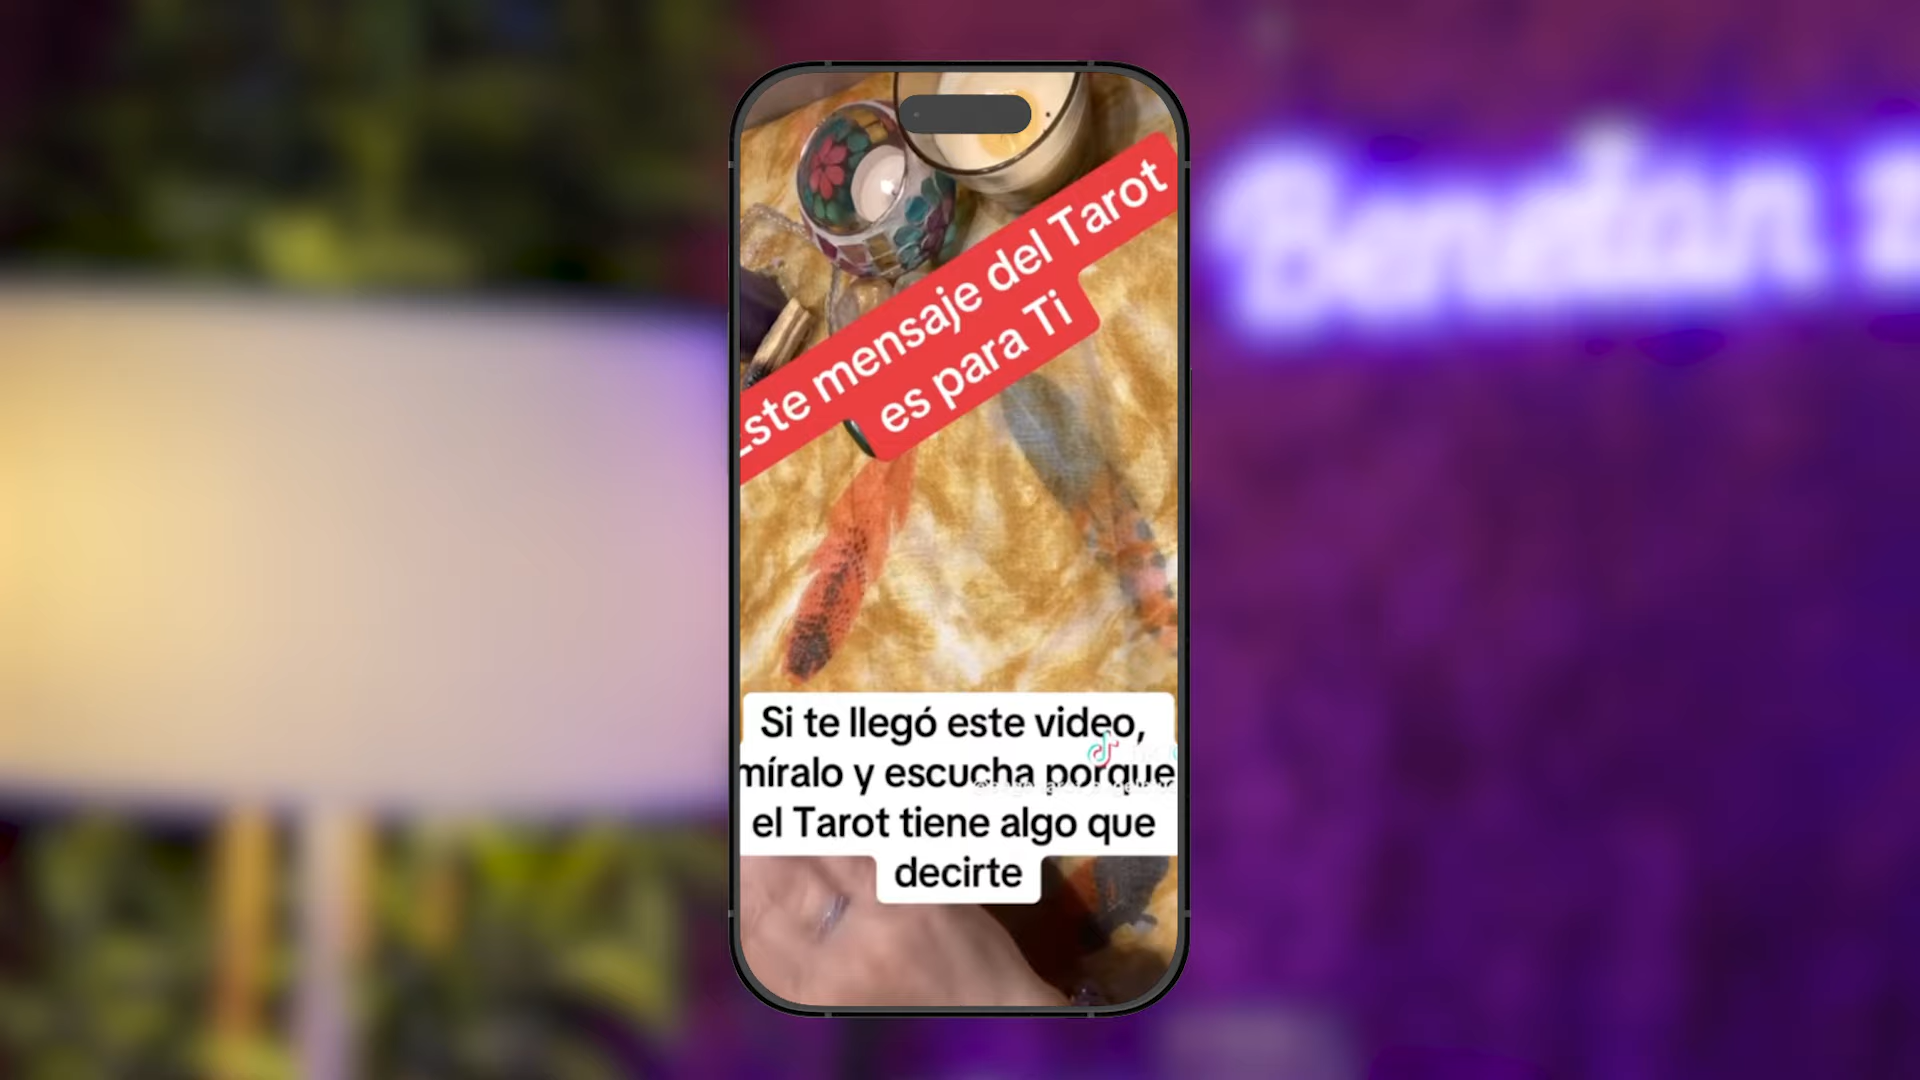 Este mensaje del Tarot
es para Ti
Si te llegó este video,
míralo y escucha porque
el Tarot tiene algo que
decirte